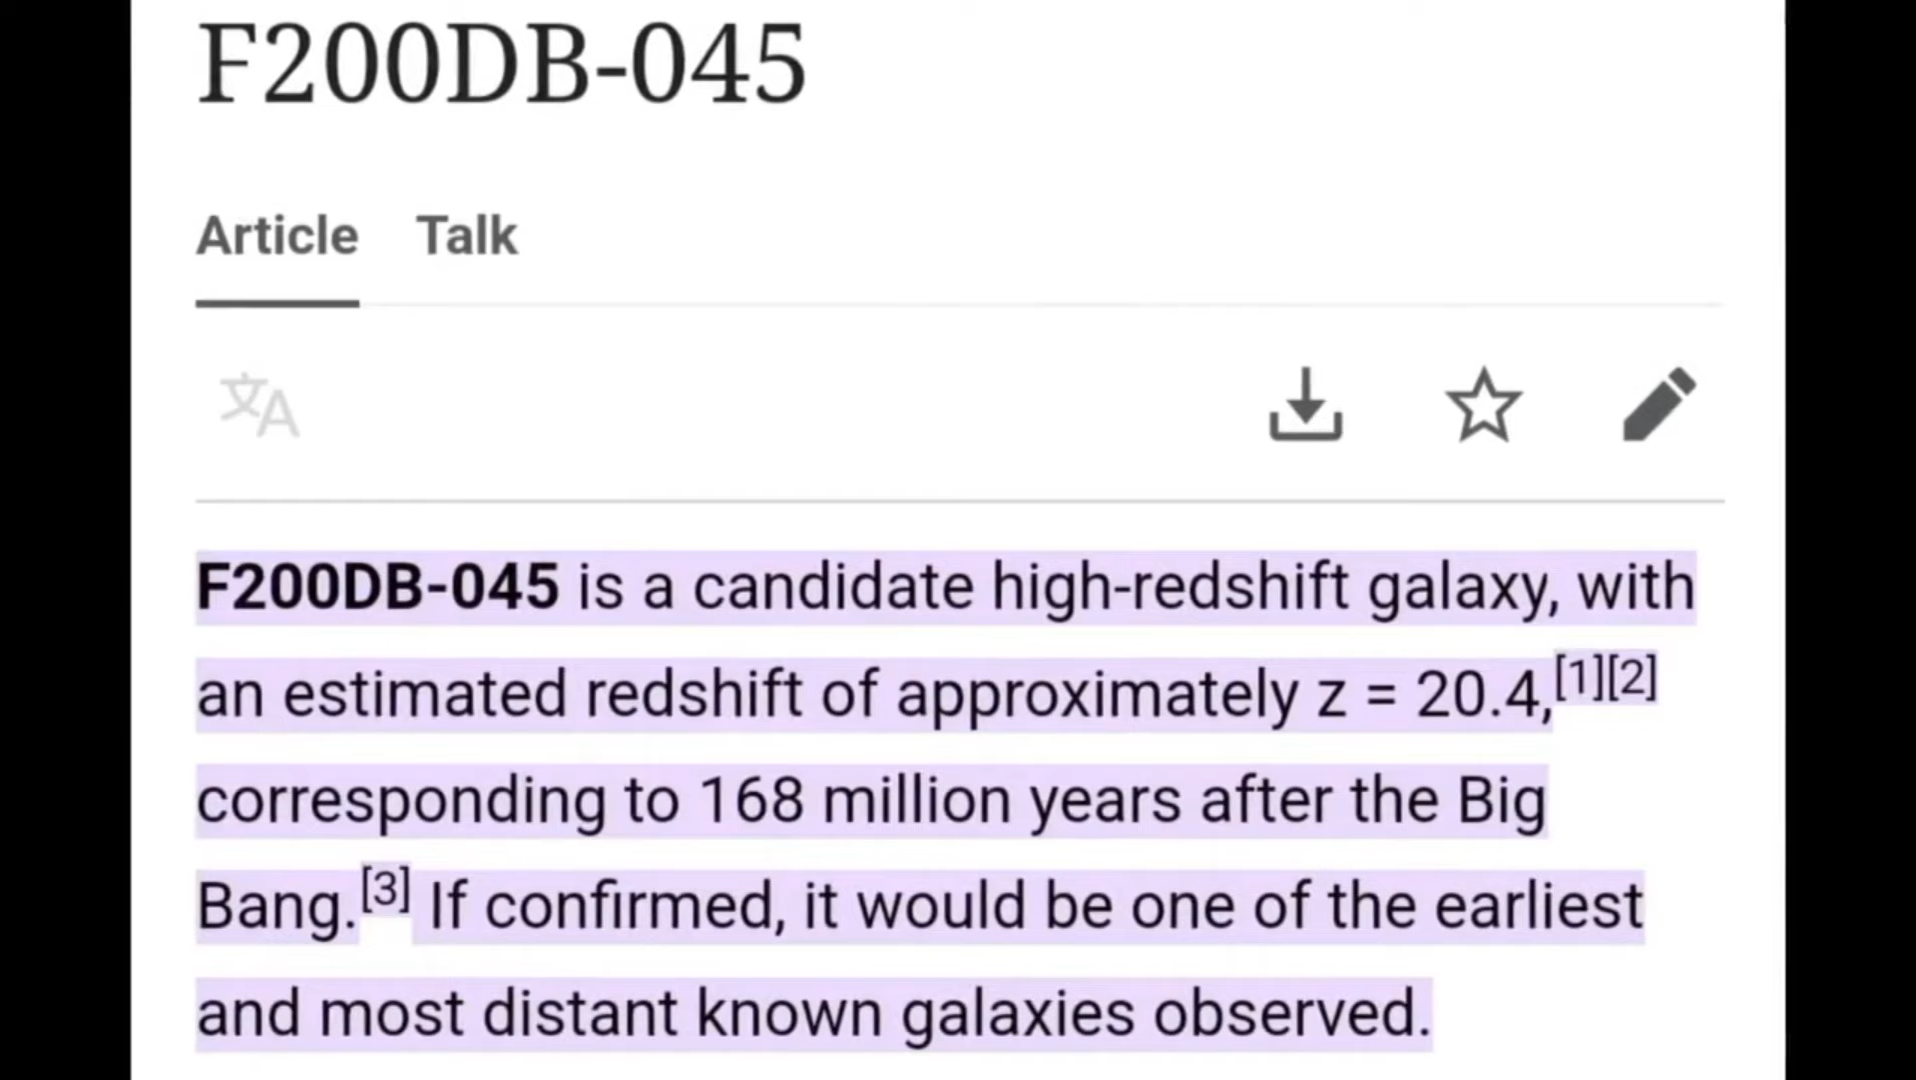 F200DB-045
Article Talk
文A
F200DB-045 is a candidate high-redshift galaxy, with
an estimated redshift of approximately z = 20.4,[1][2]
corresponding to 168 million years after the Big
Bang.[3] If confirmed, it would be one of the earliest
and most distant known galaxies observed.